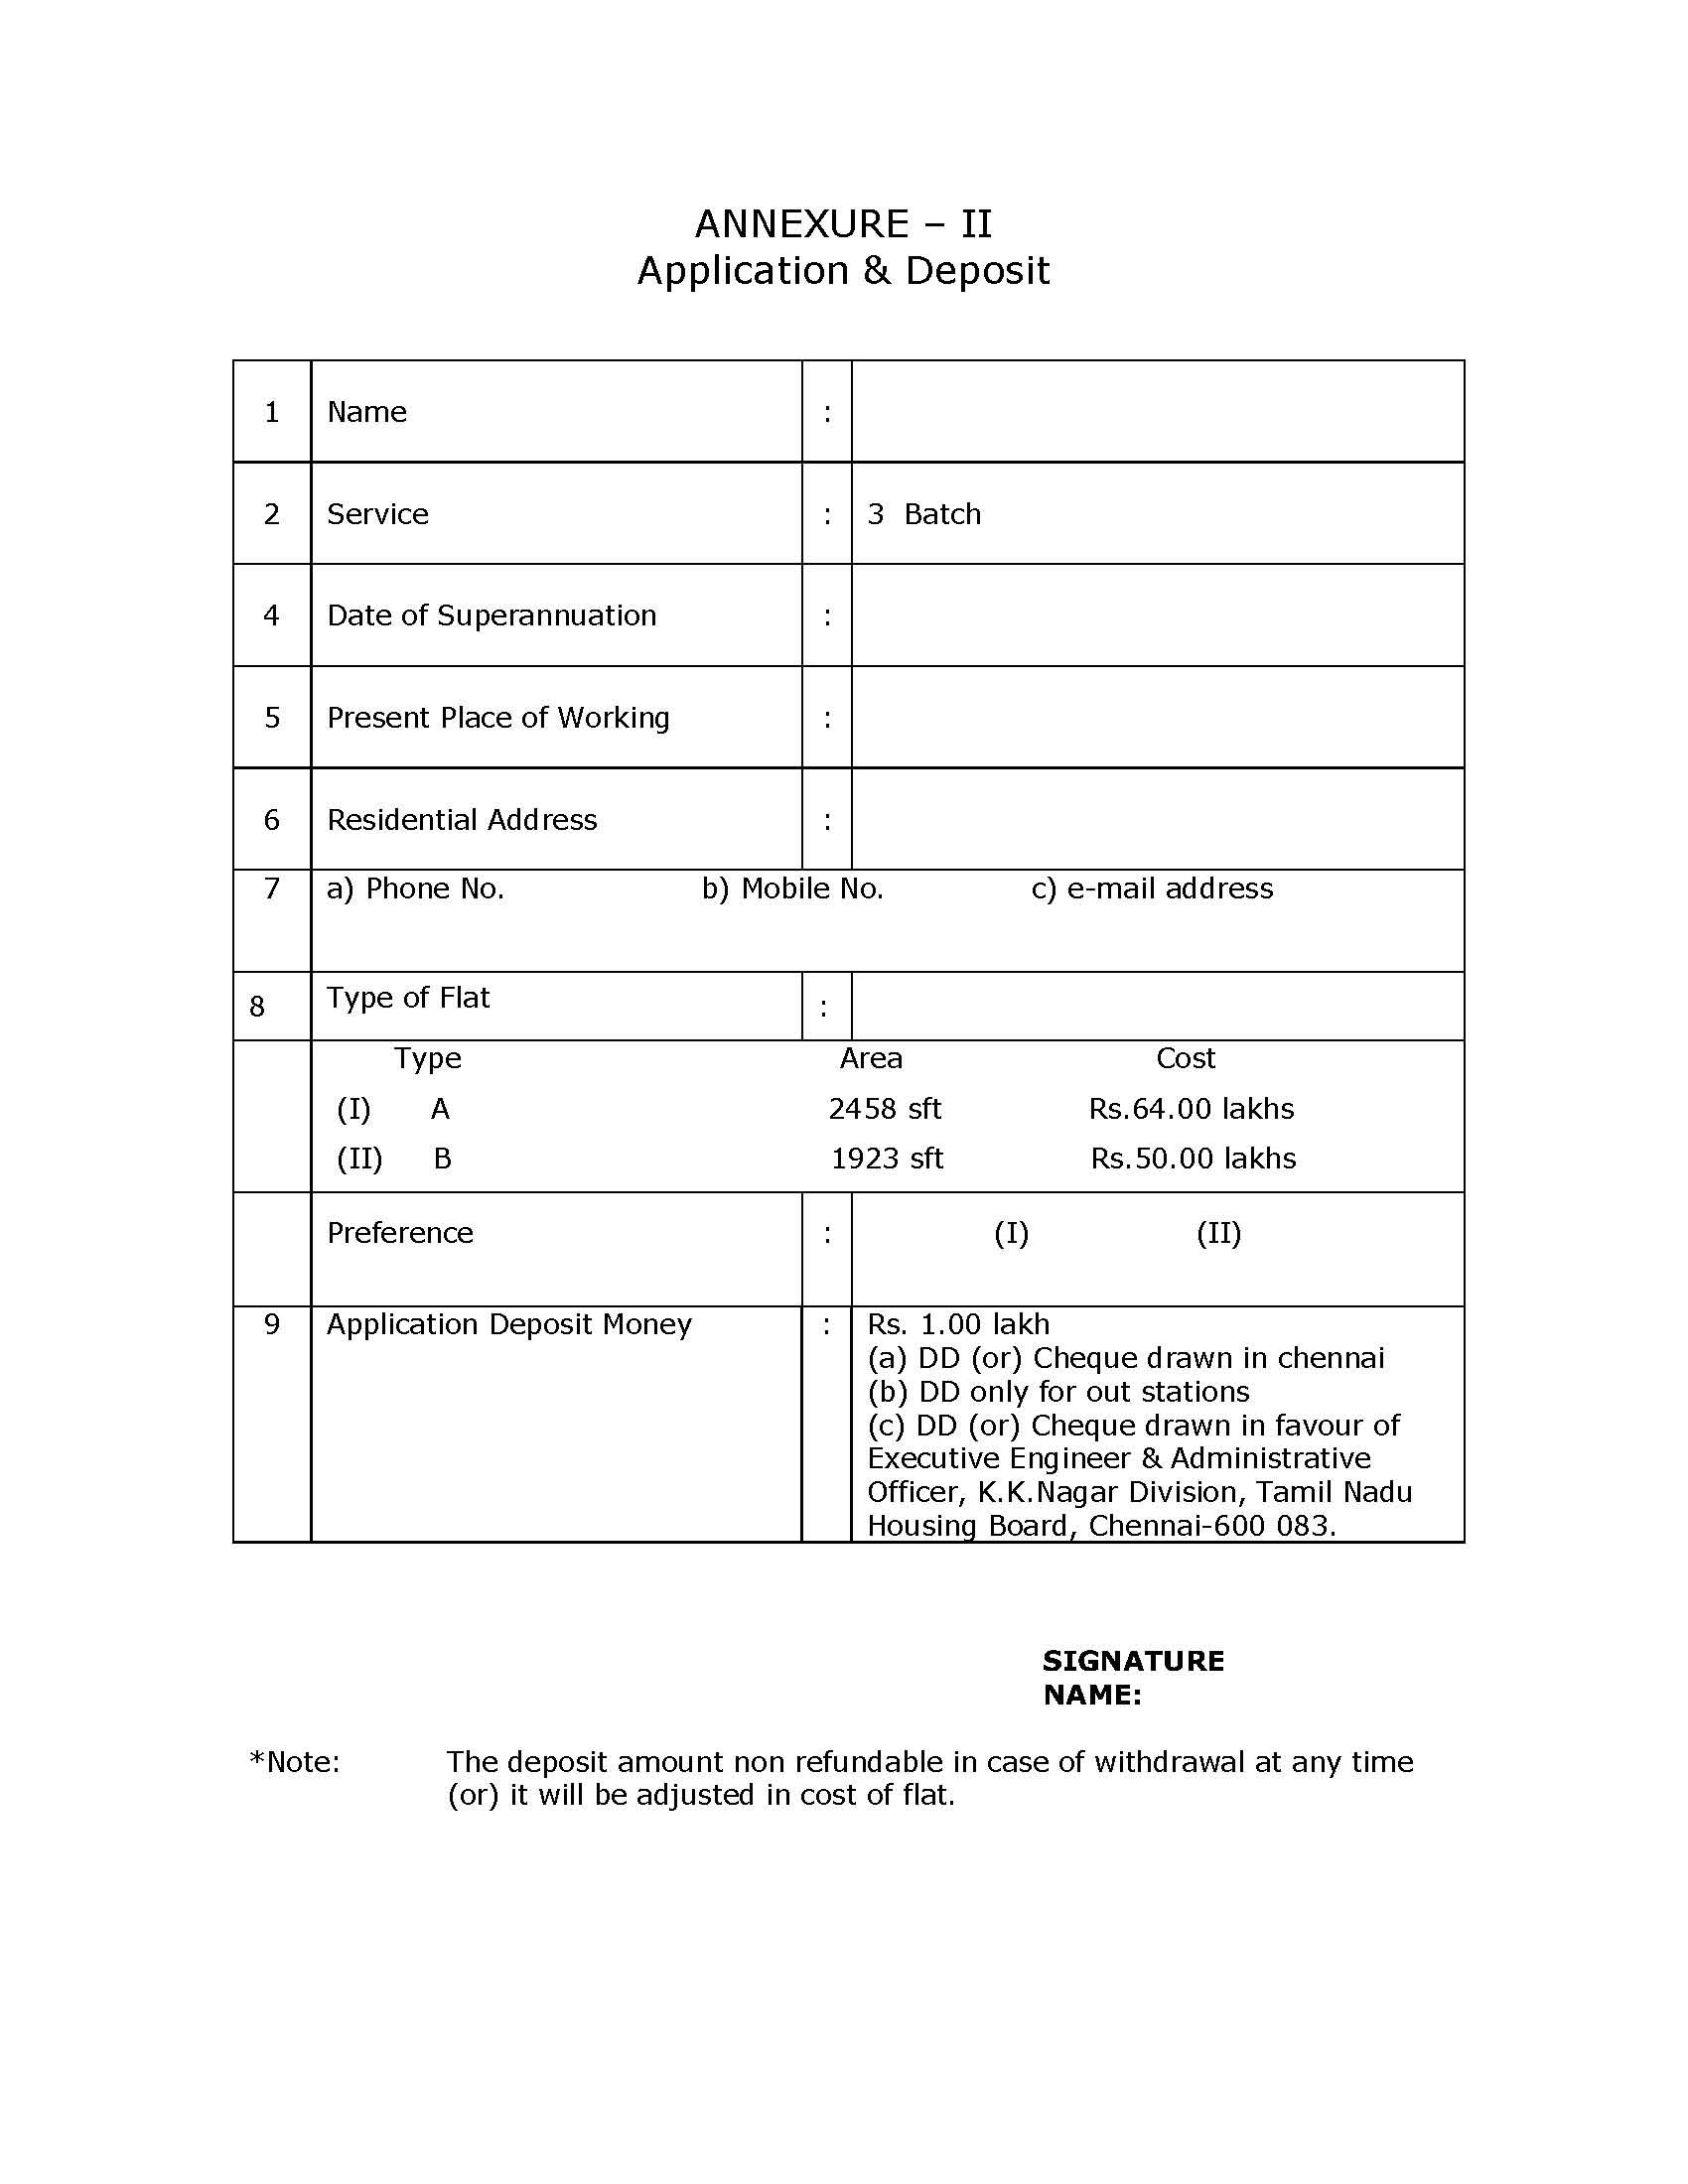 ANNEXURE – II
Application & Deposit
1 Name :
2 Service : 3 Batch
4 Date of Superannuation :
5 Present Place of Working :
6 Residential Address :
7 a) Phone No. b) Mobile No. c) e-mail address
8 Type of Flat :
Type Area Cost
(I) A 2458 sft Rs.64.00 lakhs
(II) B 1923 sft Rs.50.00 lakhs
Preference : (I) (II)
9 Application Deposit Money : Rs. 1.00 lakh
(a) DD (or) Cheque drawn in chennai
(b) DD only for out stations
(c) DD (or) Cheque drawn in favour of
Executive Engineer & Administrative
Officer, K.K.Nagar Division, Tamil Nadu
Housing Board, Chennai-600 083.
SIGNATURE
NAME:
*Note: The deposit amount non refundable in case of withdrawal at any time
(or) it will be adjusted in cost of flat.